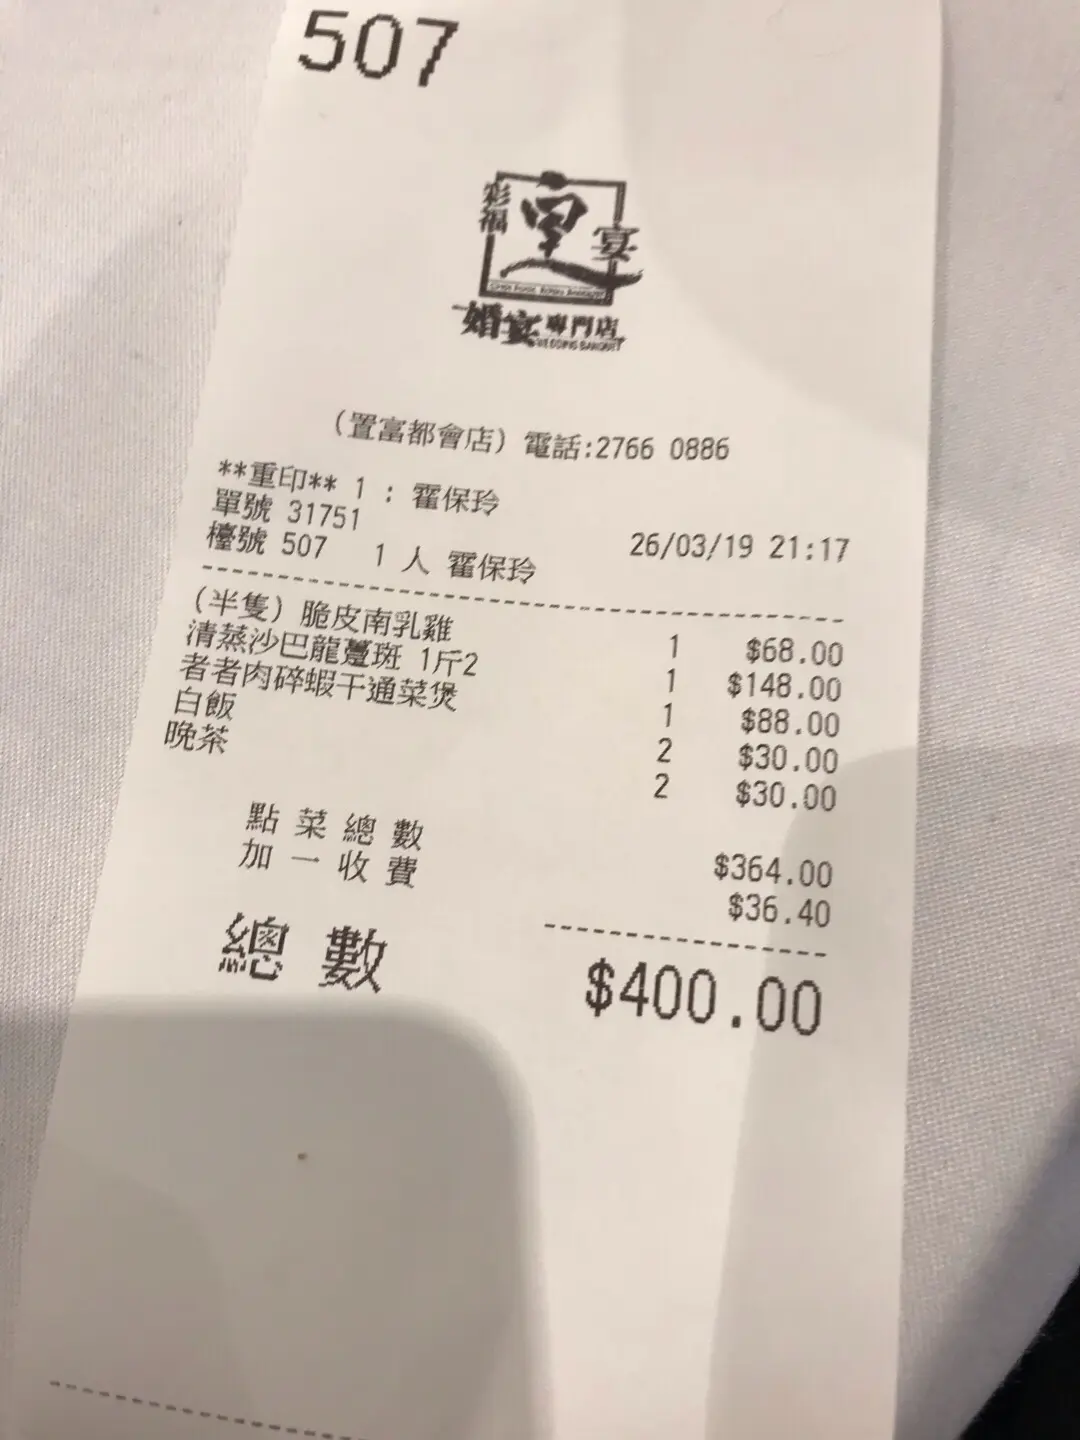 507
彩福
皇
宴
婚宴專門店
WEDDING BANQUET
(置富都會店) 電話:2766 0886
**重印** 1 : 霍保玲
單號 31751
26/03/19 21:17
檯號 507 1 人 霍保玲
(半隻) 脆皮南乳雞 1 $68.00
清蒸沙巴龍躉斑 1斤2 1 $148.00
者者肉碎蝦干通菜煲 1 $88.00
白飯 2 $30.00
晚茶 2 $30.00
點菜總數 $364.00
加一收費 $36.40
總數 $400.00